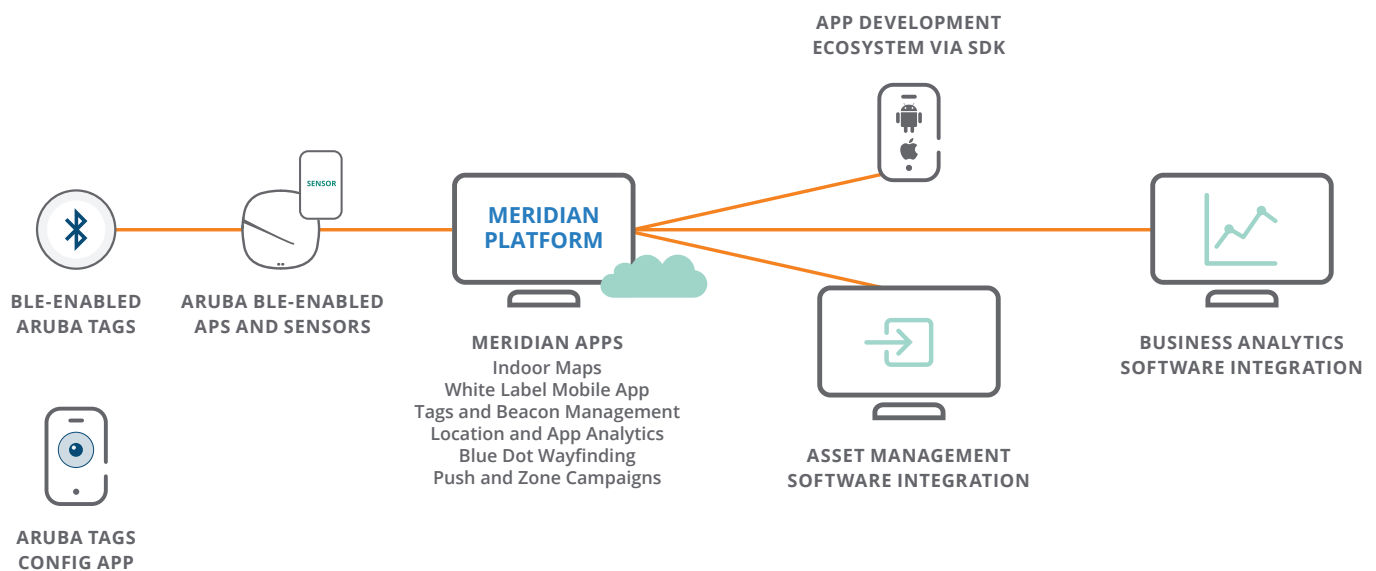 APP DEVELOPMENT
ECOSYSTEM VIA SDK
SENSOR
MERIDIAN
PLATFORM
BLE-ENABLED
ARUBA TAGS
ARUBA BLE-ENABLED
APS AND SENSORS
MERIDIAN APPS
Indoor Maps
White Label Mobile App
Tags and Beacon Management
Location and App Analytics
Blue Dot Wayfinding
Push and Zone Campaigns
BUSINESS ANALYTICS
SOFTWARE INTEGRATION
ASSET MANAGEMENT
SOFTWARE INTEGRATION
ARUBA TAGS
CONFIG APP